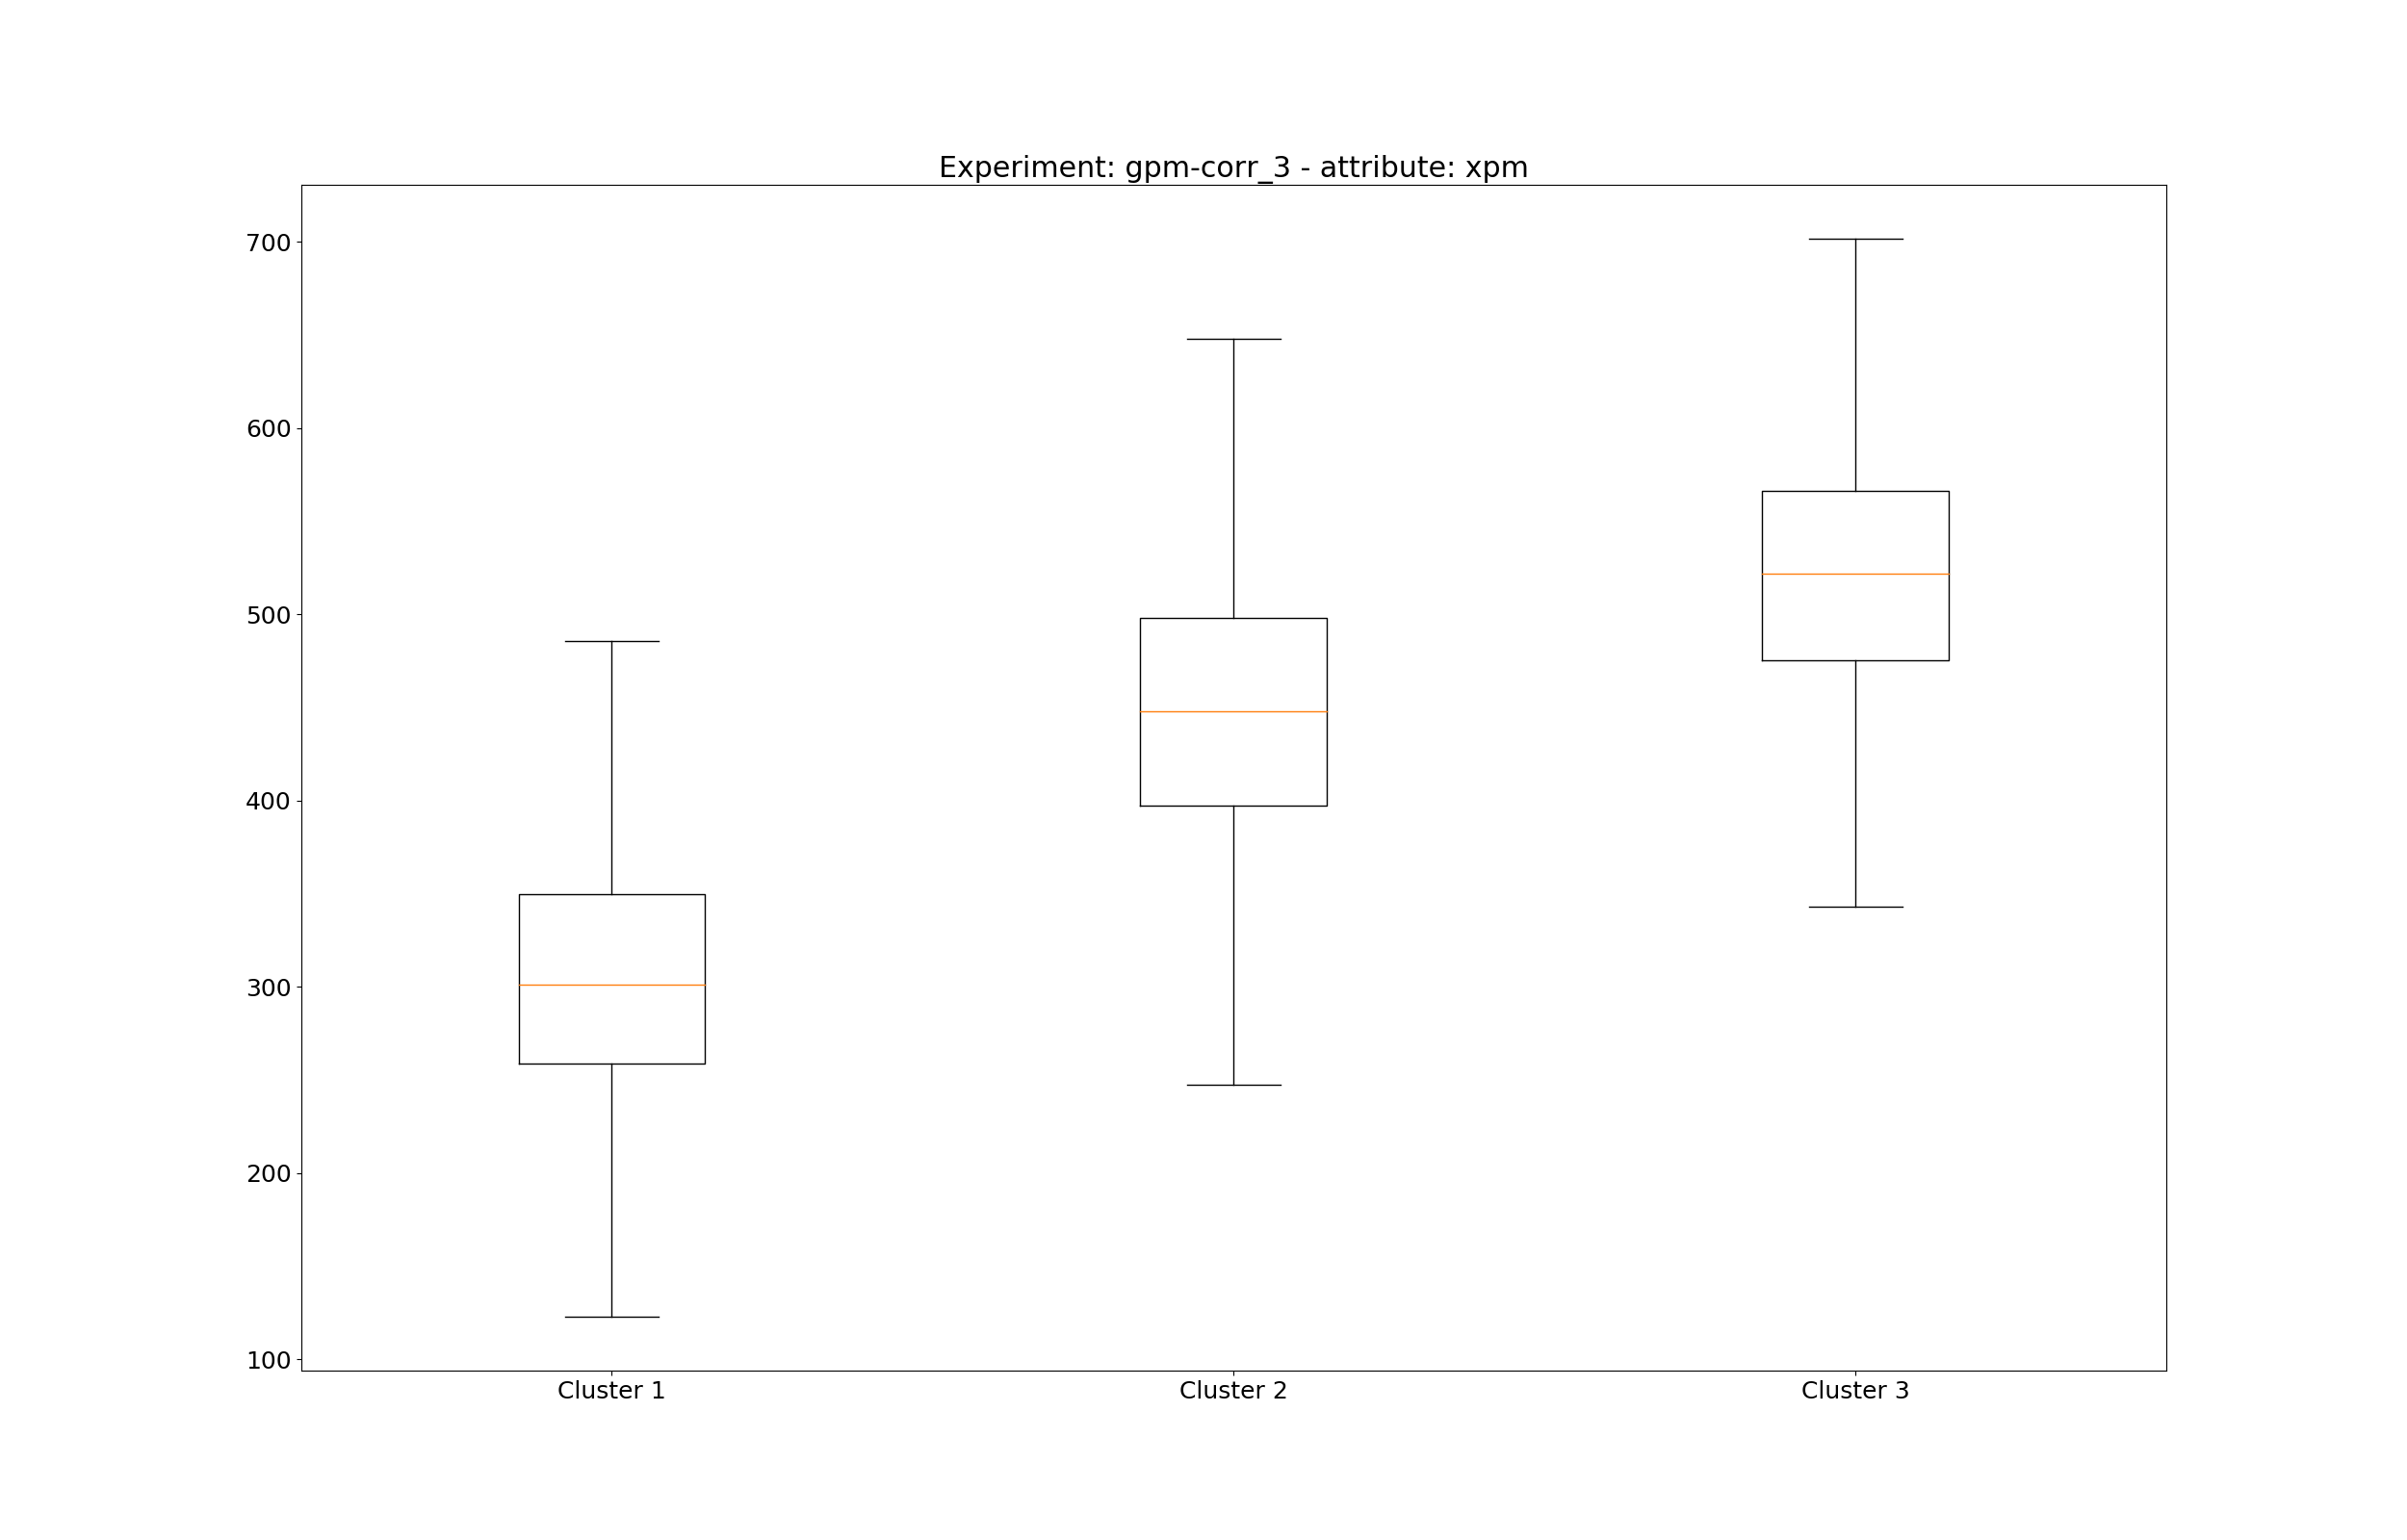 Experiment: gpm-corr_3 - attribute: xpm
700
600
500
400
300
200
100
Cluster 1
Cluster 2
Cluster 3